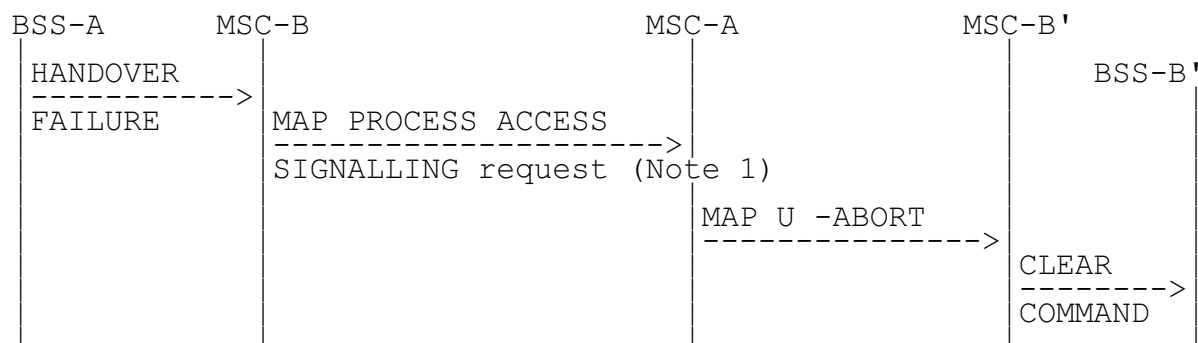 BSS-A MSC-B MSC-A MSC-B'
HANDOVER BSS-B'
FAILURE MAP PROCESS ACCESS
SIGNALLING request (Note 1)
MAP U -ABORT
CLEAR
COMMAND